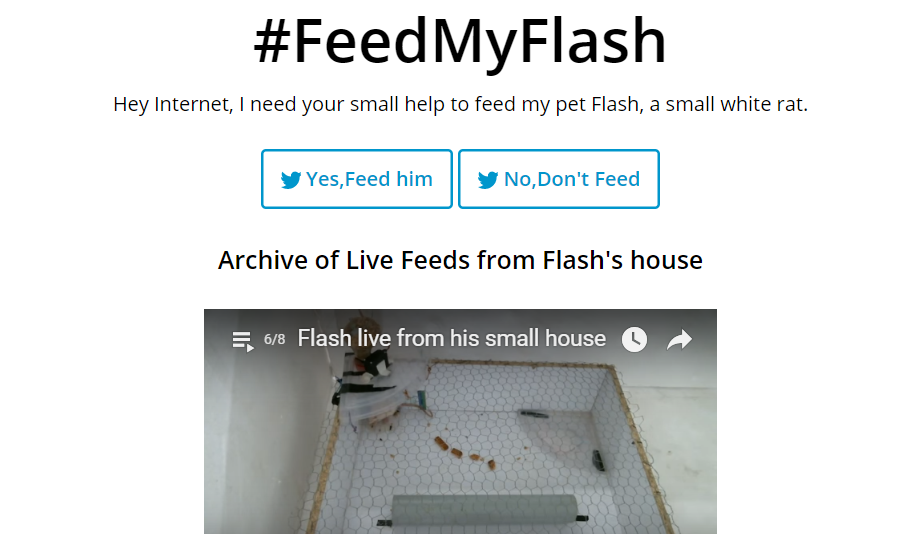 #FeedMyFlash
Hey Internet, I need your small help to feed my pet Flash, a small white rat.
Yes,Feed him
No,Don't Feed
Archive of Live Feeds from Flash's house
6/8 Flash live from his small house